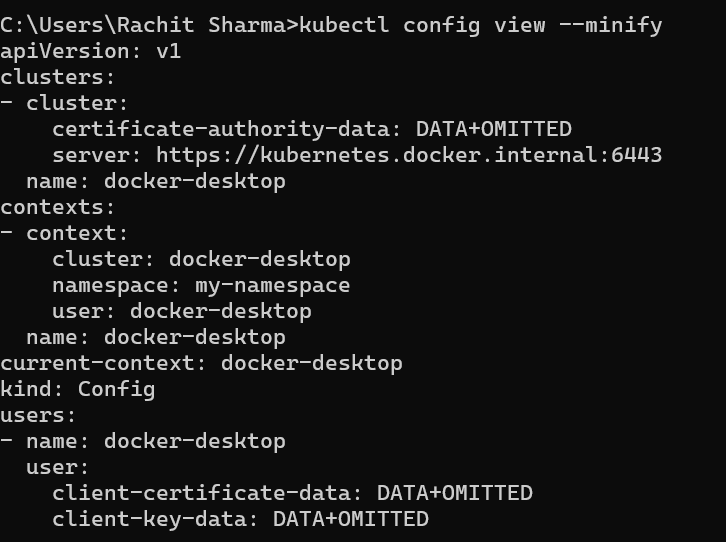 C:\Users\Rachit Sharma>kubectl config view --minify
apiVersion: v1
clusters:
- cluster:
    certificate-authority-data: DATA+OMITTED
    server: https://kubernetes.docker.internal:6443
  name: docker-desktop
contexts:
- context:
    cluster: docker-desktop
    namespace: my-namespace
    user: docker-desktop
  name: docker-desktop
current-context: docker-desktop
kind: Config
users:
- name: docker-desktop
  user:
    client-certificate-data: DATA+OMITTED
    client-key-data: DATA+OMITTED